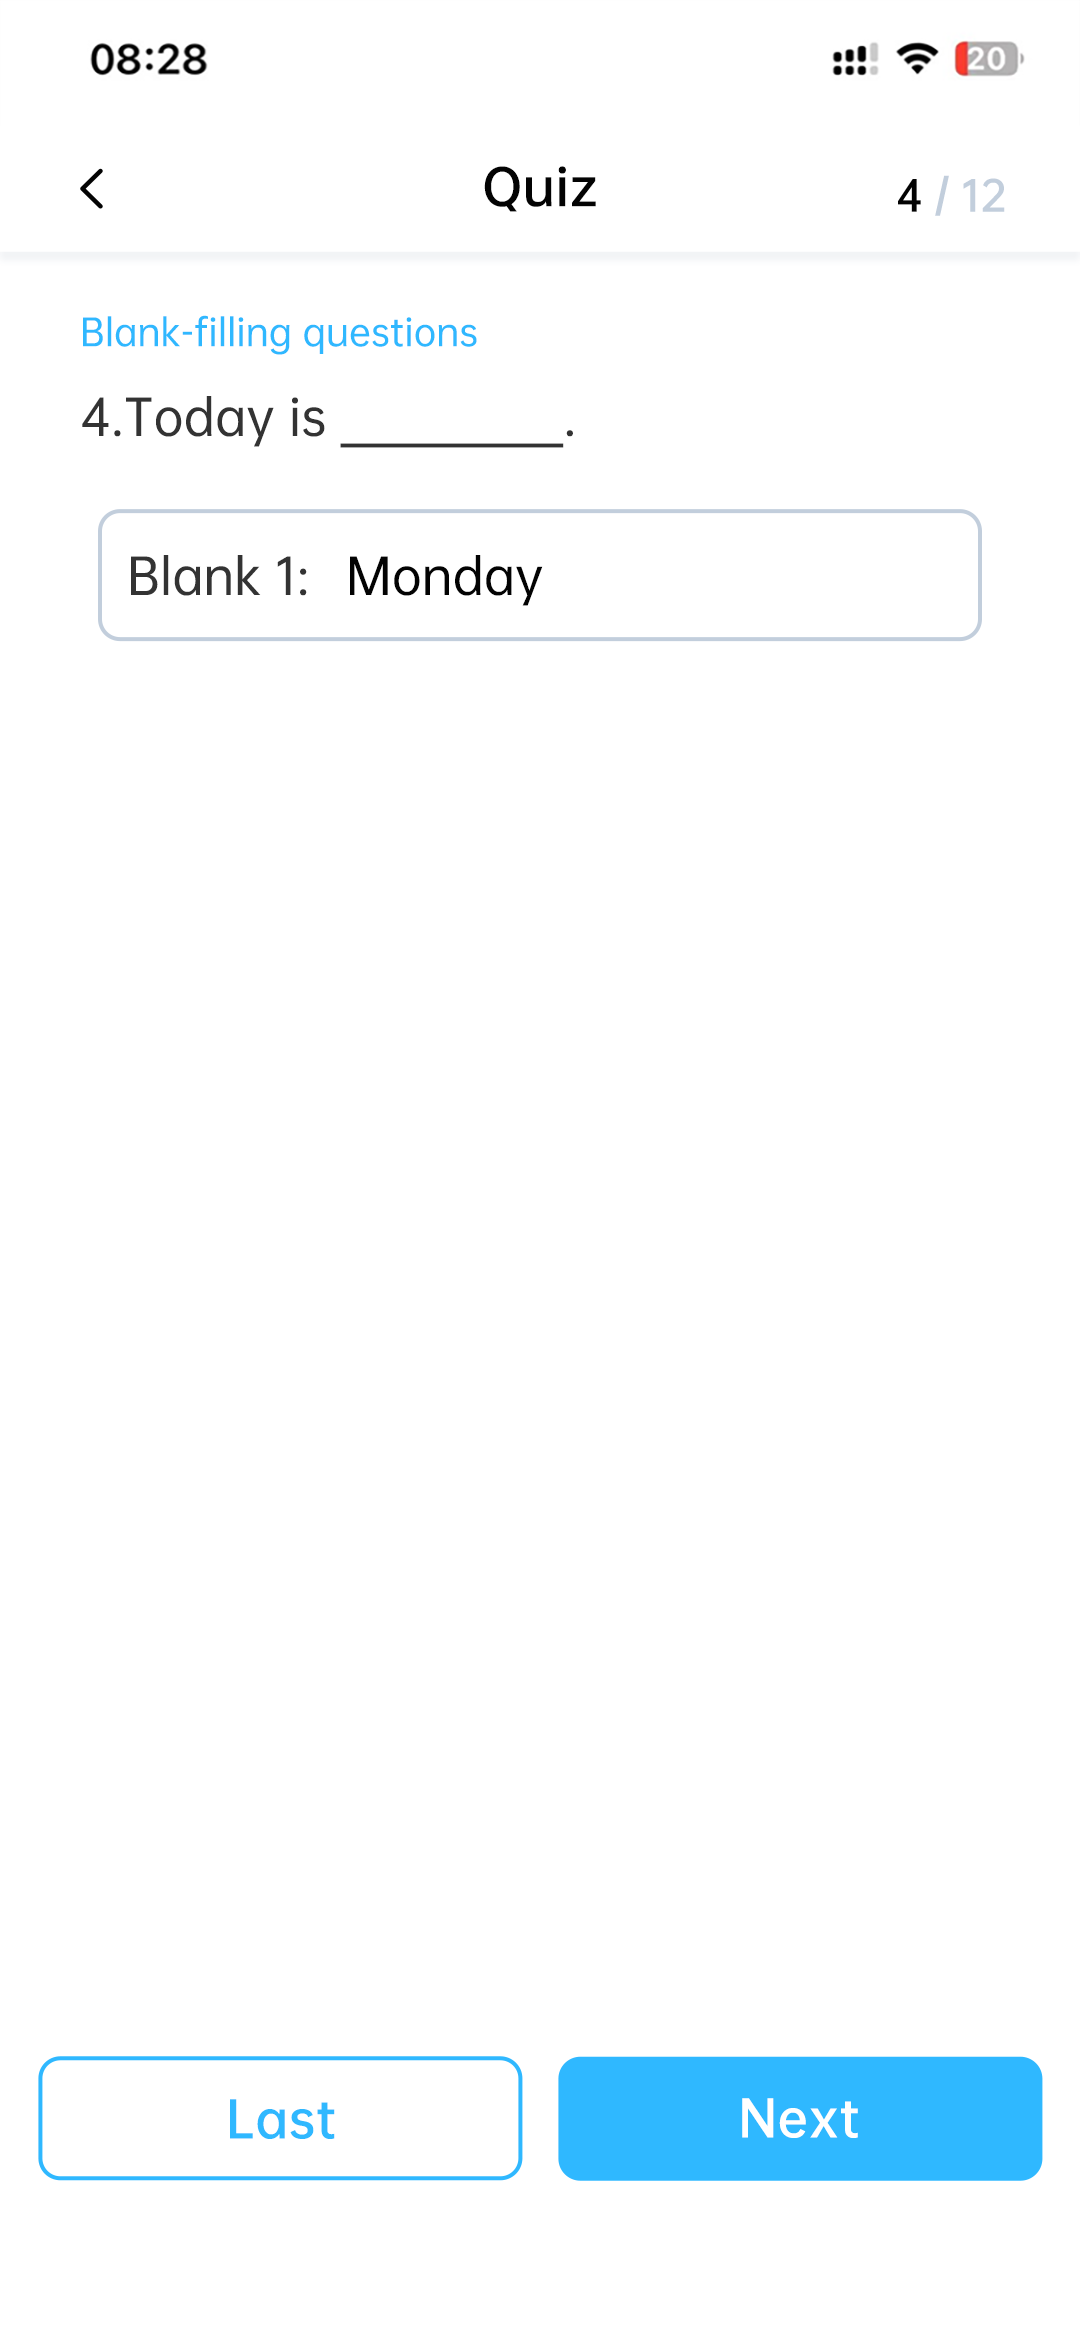 08:28
20
Quiz
4 / 12
Blank-filling questions
4.Today is ________.
Blank 1: Monday
Last
Next